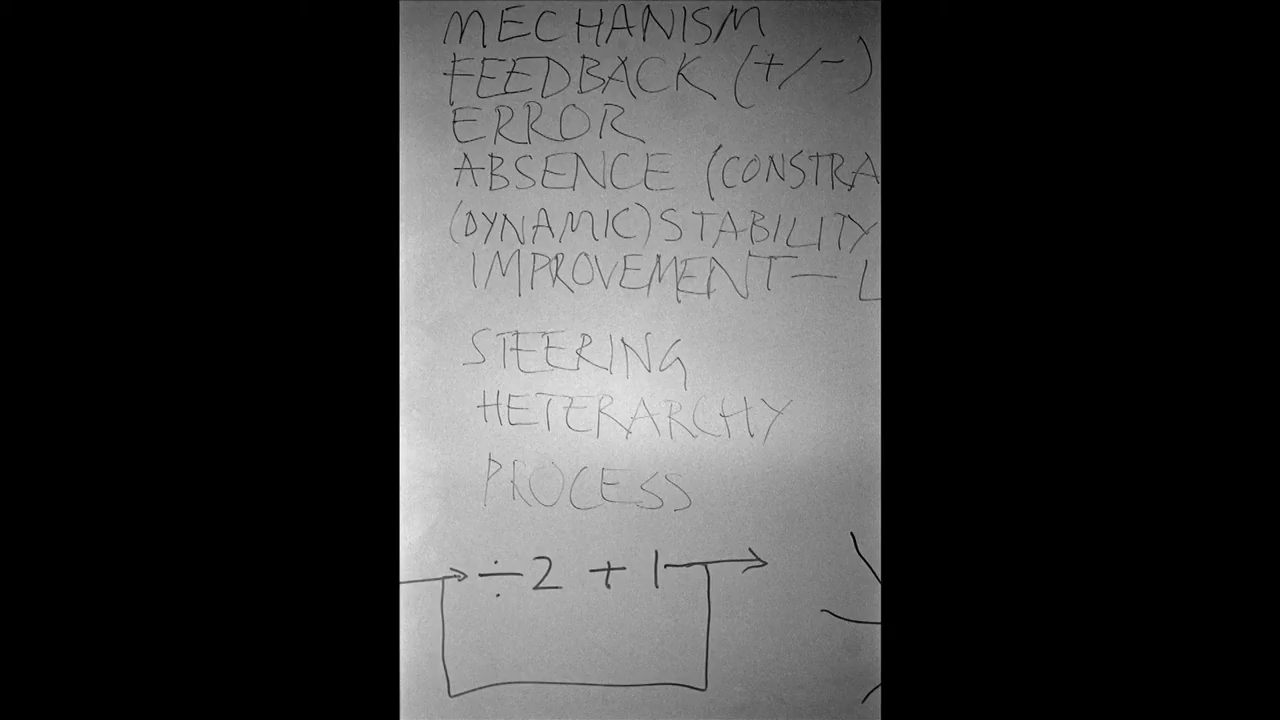 MECHANISM
FEEDBACK (+/-)
ERROR
ABSENCE (CONSTRA
(DYNAMIC) STABILITY
IMPROVEMENT — L
STEERING
HETERARCHY
PROCESS
÷2 + 1